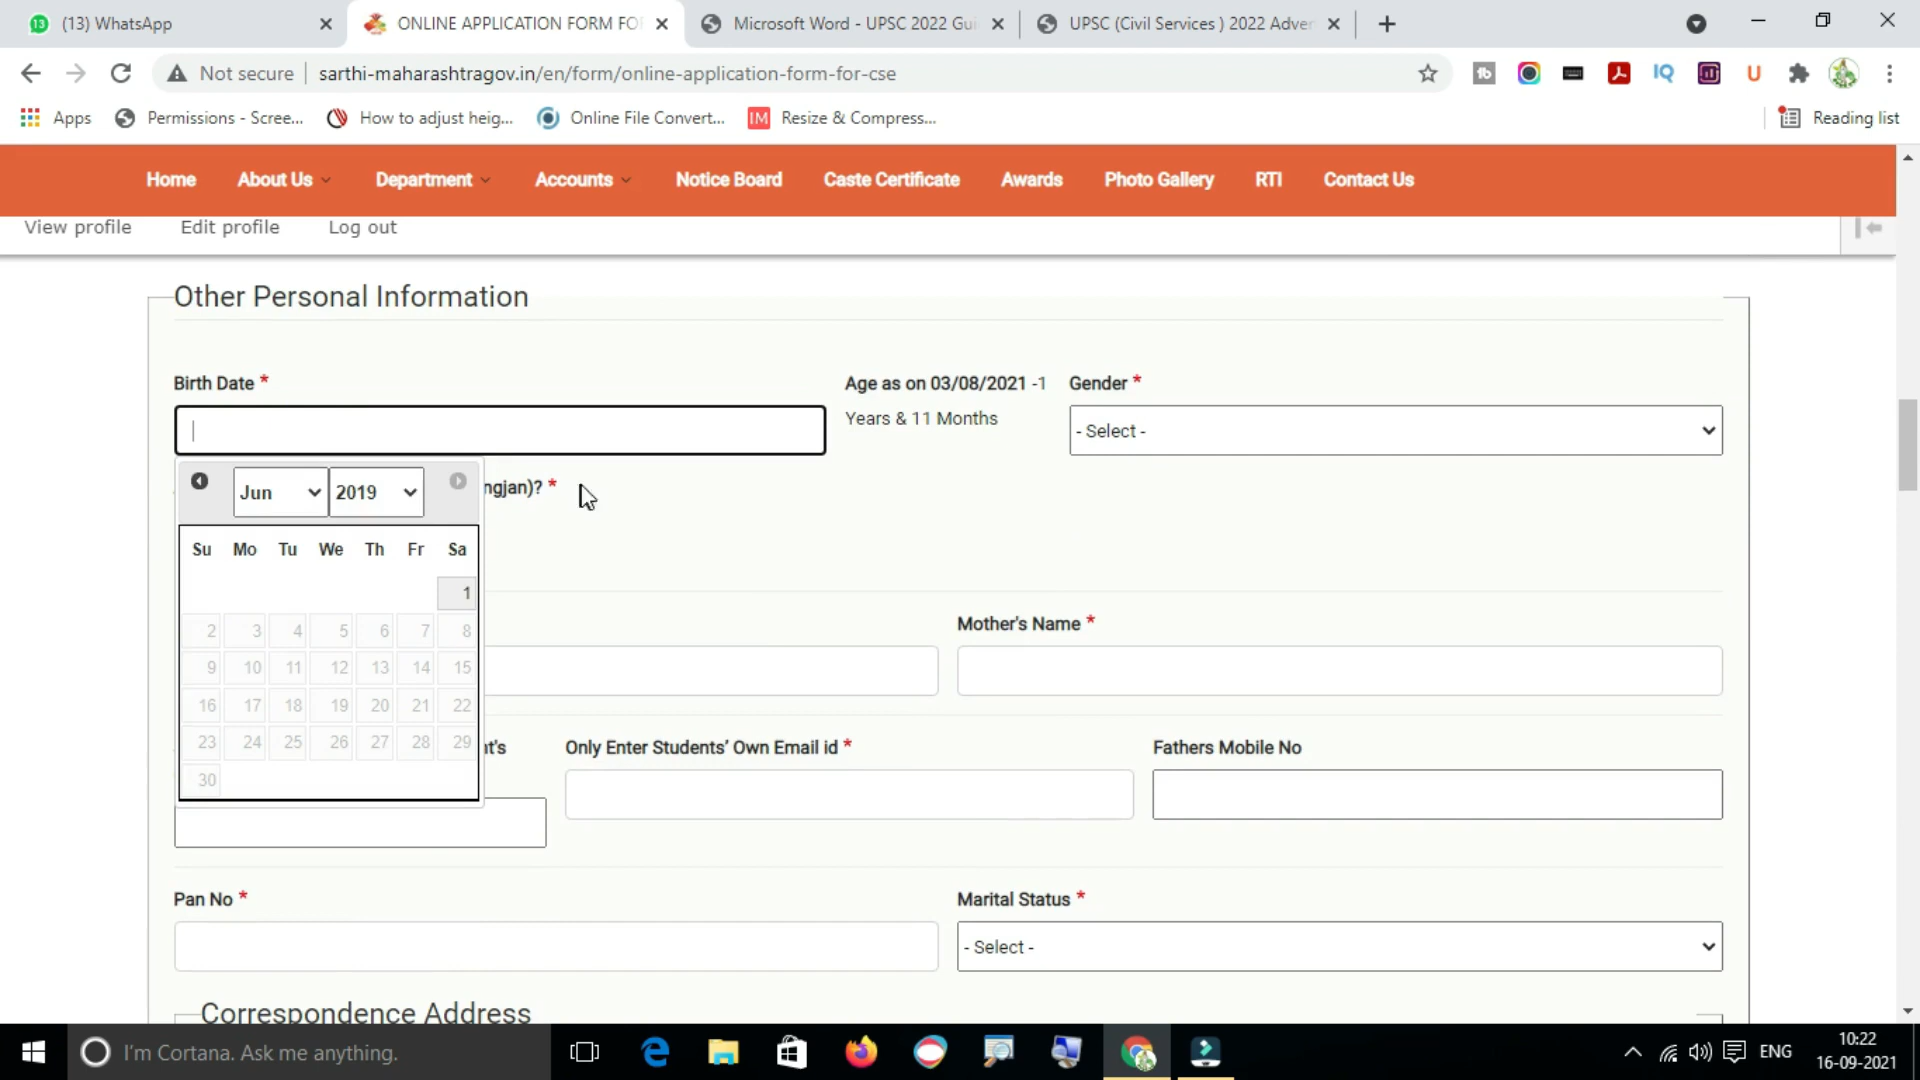 (13) WhatsApp
ONLINE APPLICATION FORM FO
Microsoft Word - UPSC 2022 Gui
UPSC (Civil Services ) 2022 Adver
Not secure
sarthi-maharashtragov.in/en/form/online-application-form-for-cse
Apps
Permissions - Scree...
How to adjust heig...
Online File Convert...
IM
Resize & Compress...
Reading list
Home
About Us
Department
Accounts
Notice Board
Caste Certificate
Awards
Photo Gallery
RTI
Contact Us
View profile
Edit profile
Log out
Other Personal Information
Birth Date *
Age as on 03/08/2021 -1
Years & 11 Months
Gender *
- Select -
Jun
2019
ngjan)? *
Su Mo Tu We Th Fr Sa
1
2 3 4 5 6 7 8
9 10 11 12 13 14 15
16 17 18 19 20 21 22
23 24 25 26 27 28 29
30
Mother's Name *
nt's
Only Enter Students' Own Email id *
Fathers Mobile No
Pan No *
Marital Status *
- Select -
Correspondence Address
I'm Cortana. Ask me anything.
ENG
10:22
16-09-2021